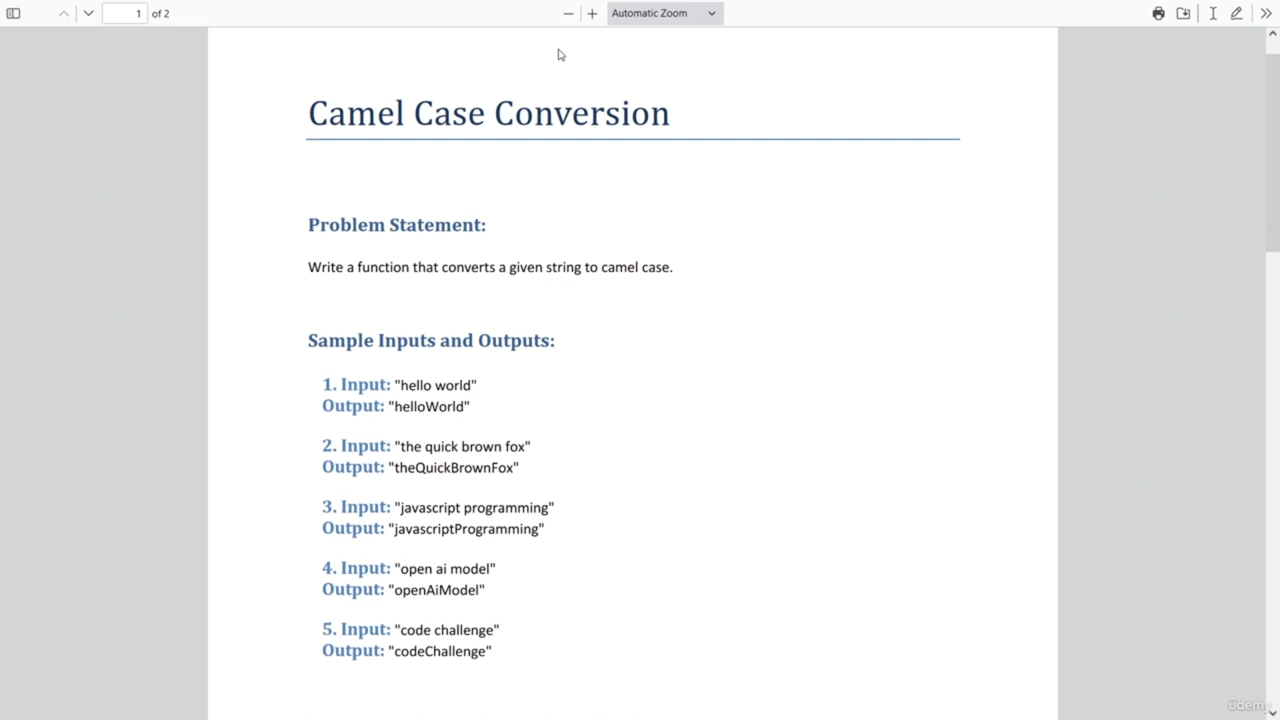 1 of 2
Automatic Zoom
Camel Case Conversion
Problem Statement:
Write a function that converts a given string to camel case.
Sample Inputs and Outputs:
1. Input: "hello world"
Output: "helloWorld"
2. Input: "the quick brown fox"
Output: "theQuickBrownFox"
3. Input: "javascript programming"
Output: "javascriptProgramming"
4. Input: "open ai model"
Output: "openAiModel"
5. Input: "code challenge"
Output: "codeChallenge"
ûdemy